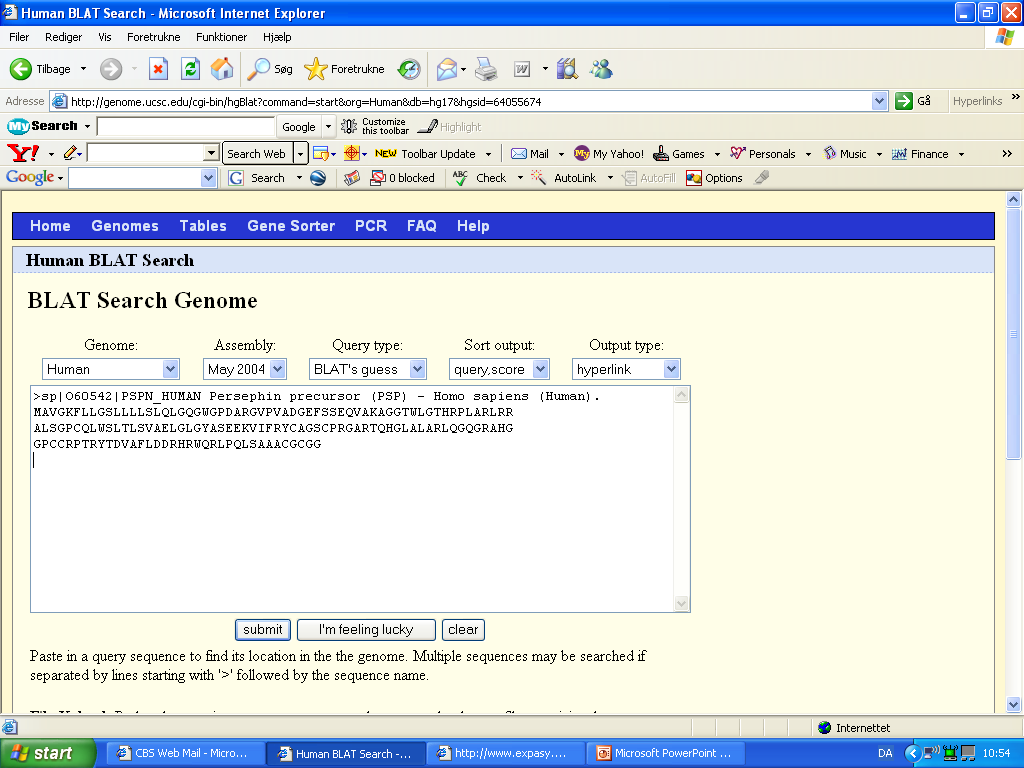 Human BLAT Search - Microsoft Internet Explorer
Filer Rediger Vis Foretrukne Funktioner Hjælp
Tilbage Søg Foretrukne
Adresse http://genome.ucsc.edu/cgi-bin/hgBlat?command=start&org=Human&db=hg17&hgsid=64055674 Gå Hyperlinks »
My Search Google Customize this toolbar Highlight
Y! Search Web NEW Toolbar Update Mail My Yahoo! Games Personals Music Finance »
Google G Search 0 blocked ABC Check AutoLink AutoFill Options
Home Genomes Tables Gene Sorter PCR FAQ Help
Human BLAT Search
BLAT Search Genome
Genome: Assembly: Query type: Sort output: Output type:
Human May 2004 BLAT's guess query,score hyperlink
>sp|O60542|PSPN_HUMAN Persephin precursor (PSP) - Homo sapiens (Human).
MAVGKFLLGSLLLLSLQLGQGWGPDARGVPVADGEFSSEQVAKAGGTWLGTHRPLARLRR
ALSGPCQLWSLTLSVAELGLGYASEEKVIFRYCAGSCPRGARTQHGLALARLQGQGRAHG
GPCCRPTRYTDVAFLDDRHRWQRLPQLSAAACGCGG
submit I'm feeling lucky clear
Paste in a query sequence to find its location in the the genome. Multiple sequences may be searched if
separated by lines starting with '>' followed by the sequence name.
Internettet
start CBS Web Mail - Micro... Human BLAT Search -... http://www.expasy.... Microsoft PowerPoint ... DA 10:54